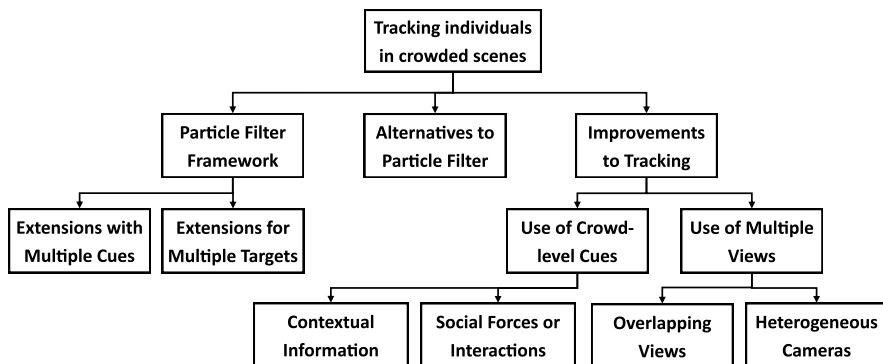 Tracking individuals
in crowded scenes
Particle Filter
Framework
Alternatives to
Particle Filter
Improvements
to Tracking
Extensions with
Multiple Cues
Extensions for
Multiple Targets
Use of Crowd-
level Cues
Use of Multiple
Views
Contextual
Information
Social Forces or
Interactions
Overlapping
Views
Heterogeneous
Cameras